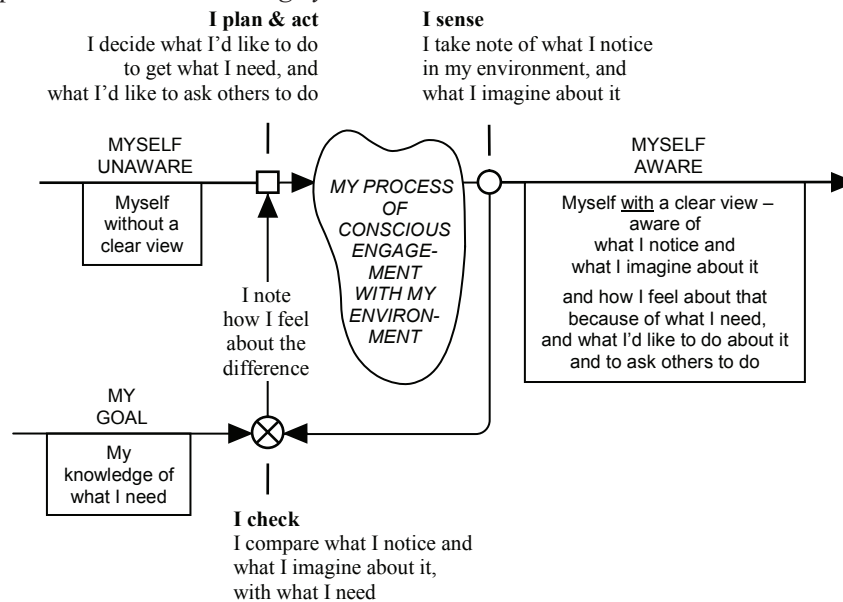 I plan & act
I decide what I’d like to do
to get what I need, and
what I’d like to ask others to do
I sense
I take note of what I notice
in my environment, and
what I imagine about it
MYSELF
UNAWARE
Myself
without a
clear view
MY PROCESS
OF
CONSCIOUS
ENGAGE-
MENT
WITH MY
ENVIRON-
MENT
MYSELF
AWARE
Myself with a clear view –
aware of
what I notice and
what I imagine about it
and how I feel about that
because of what I need,
and what I’d like to do about it
and to ask others to do
I note
how I feel
about the
difference
MY
GOAL
My
knowledge of
what I need
I check
I compare what I notice and
what I imagine about it,
with what I need